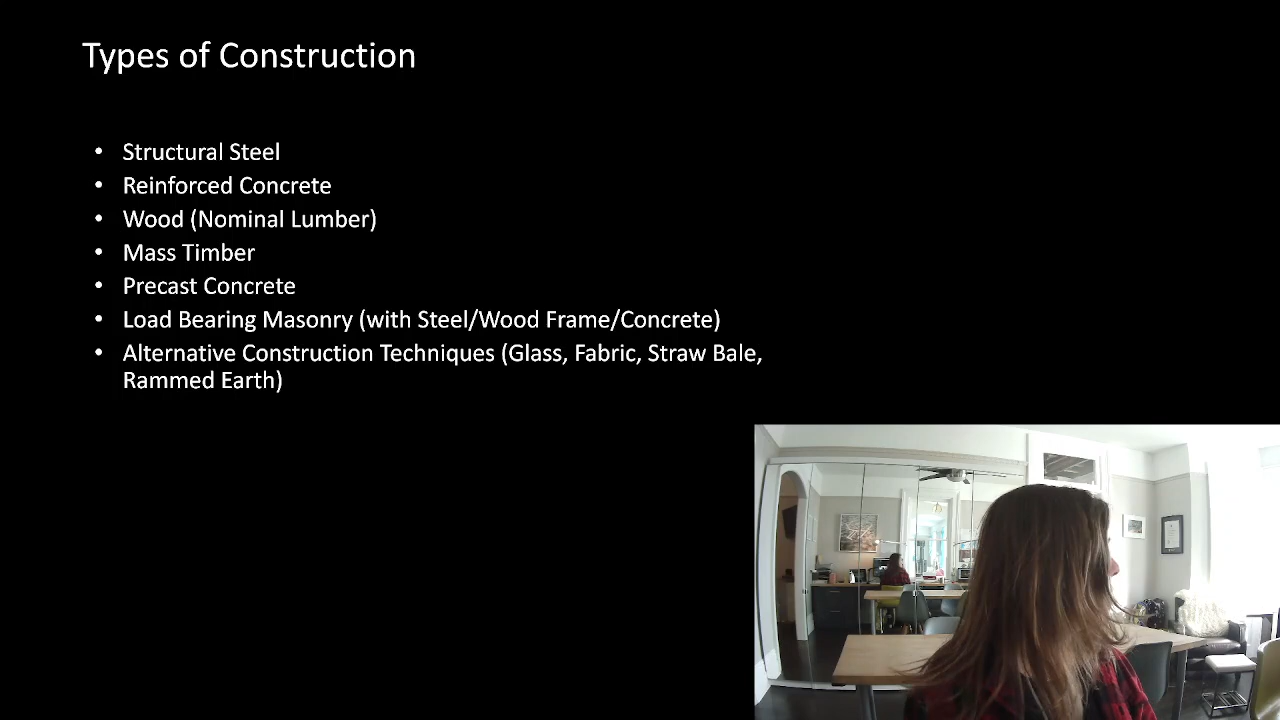 Types of Construction
• Structural Steel
• Reinforced Concrete
• Wood (Nominal Lumber)
• Mass Timber
• Precast Concrete
• Load Bearing Masonry (with Steel/Wood Frame/Concrete)
• Alternative Construction Techniques (Glass, Fabric, Straw Bale,
Rammed Earth)